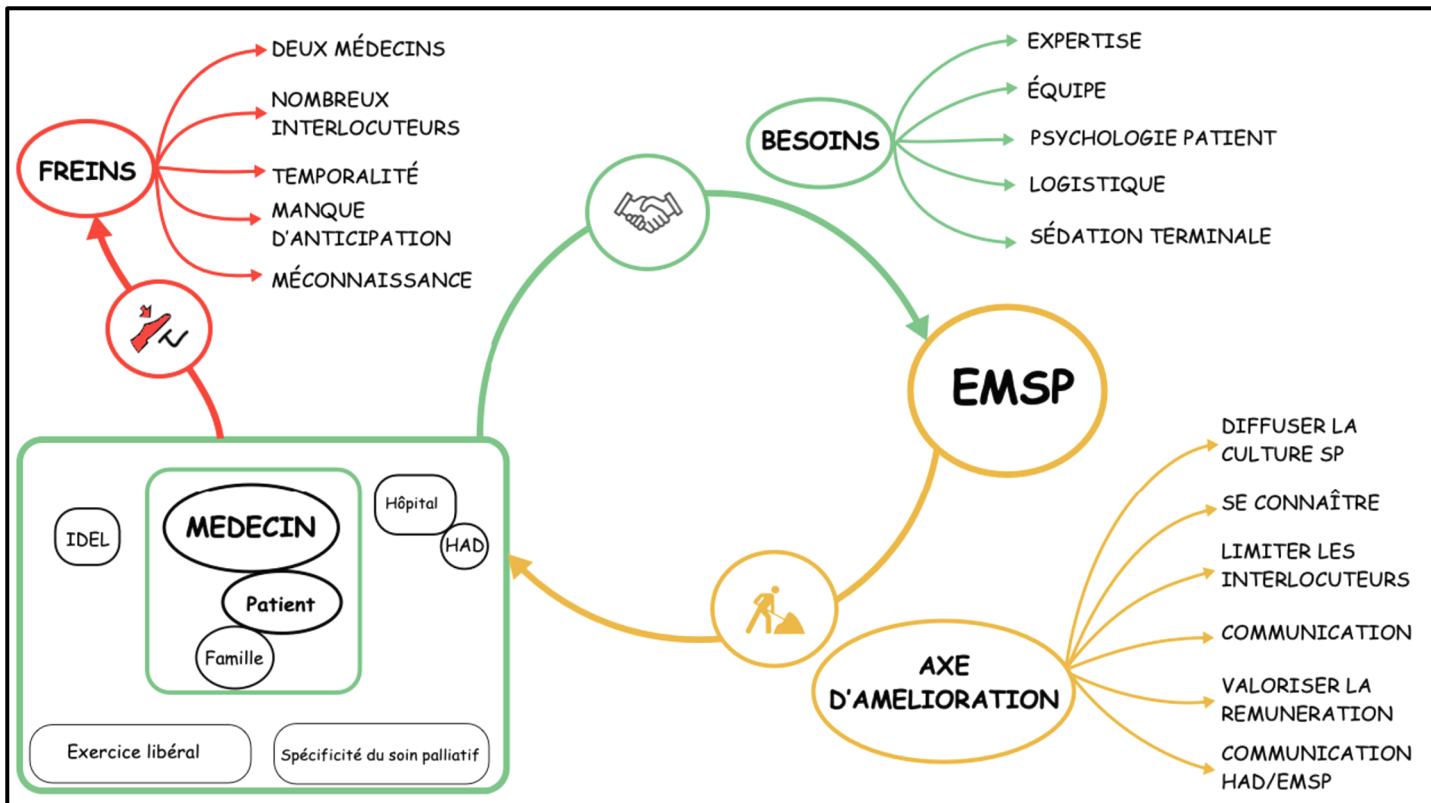 FREINS
DEUX MÉDECINS
NOMBREUX
INTERLOCUTEURS
TEMPORALITÉ
MANQUE
D'ANTICIPATION
MÉCONNAISSANCE
BESOINS
EXPERTISE
ÉQUIPE
PSYCHOLOGIE PATIENT
LOGISTIQUE
SÉDATION TERMINALE
EMSP
IDEL
MEDECIN
Patient
Famille
Hôpital
HAD
Exercice libéral
Spécificité du soin palliatif
AXE
D'AMELIORATION
DIFFUSER LA
CULTURE SP
SE CONNAÎTRE
LIMITER LES
INTERLOCUTEURS
COMMUNICATION
VALORISER LA
REMUNERATION
COMMUNICATION
HAD/EMSP